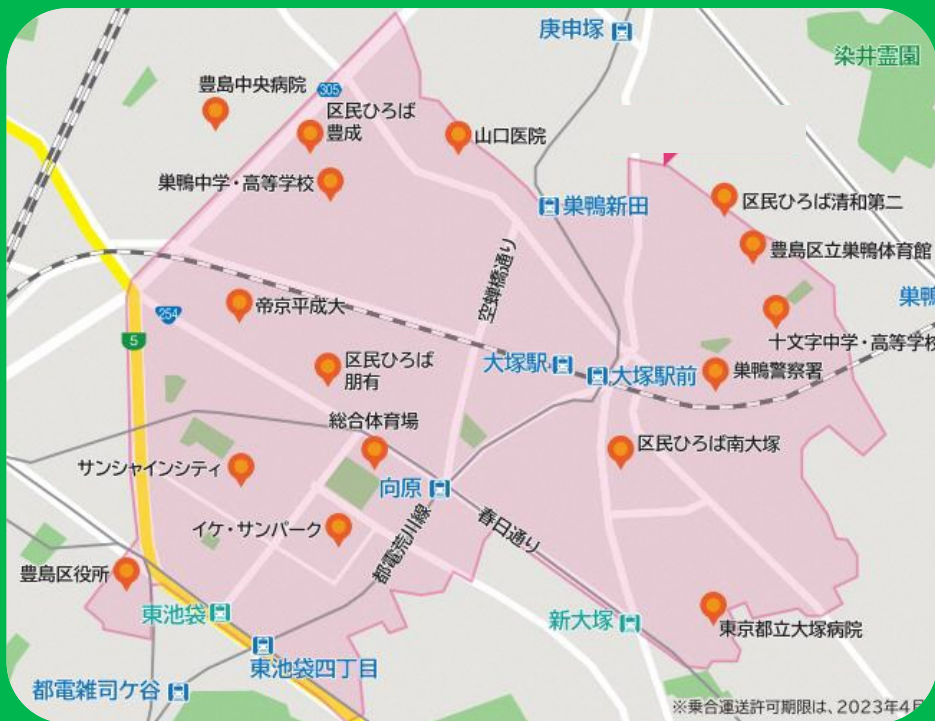 庚申塚
染井霊園
豊島中央病院
305
区民ひろば
豊成
山口医院
巣鴨中学・高等学校
巣鴨新田
区民ひろば清和第二
豊島区立巣鴨体育館
空蝉橋通り
巣鴨
帝京平成大
254
5
十文字中学・高等学校
大塚駅
大塚駅前
巣鴨警察署
区民ひろば
朋有
総合体育場
区民ひろば南大塚
サンシャインシティ
向原
イケ・サンパーク
春日通り
都電荒川線
豊島区役所
東池袋
新大塚
東京都立大塚病院
東池袋四丁目
都電雑司ケ谷
※乗合運送許可期限は、2023年4月